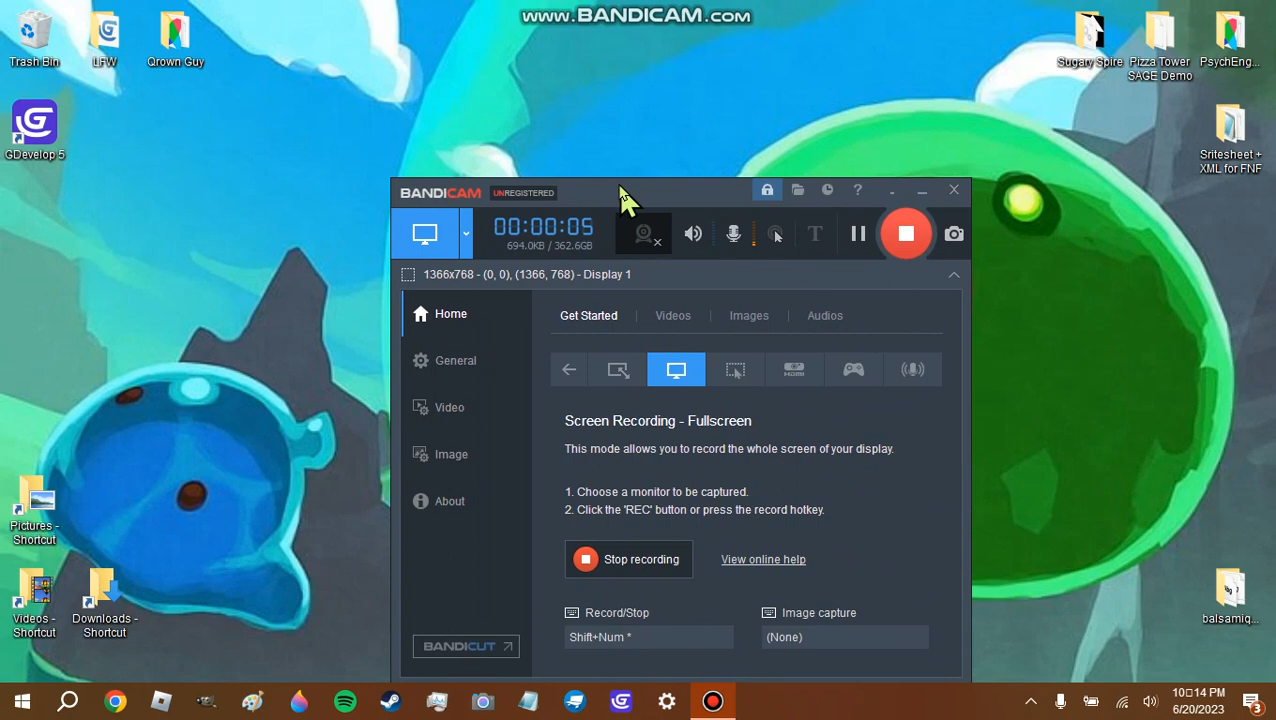 www.BANDICAM.com
Trash Bin
LFW
Qrown Guy
Sugary Spire
Pizza Tower
SAGE Demo
PsychEng...
GDevelop 5
Sritesheet +
XML for FNF
BANDICAM
UNREGISTERED
00:00:05
694.0KB / 362.6GB
1366x768 - (0, 0), (1366, 768) - Display 1
Home
General
Video
Image
About
BANDICUT
Get Started
Videos
Images
Audios
HDMI
Screen Recording - Fullscreen
This mode allows you to record the whole screen of your display.
1. Choose a monitor to be captured.
2. Click the 'REC' button or press the record hotkey.
Stop recording
View online help
Record/Stop
Image capture
Shift+Num *
(None)
Pictures -
Shortcut
Videos -
Shortcut
Downloads -
Shortcut
balsamiq...
10□14 PM
6/20/2023
3